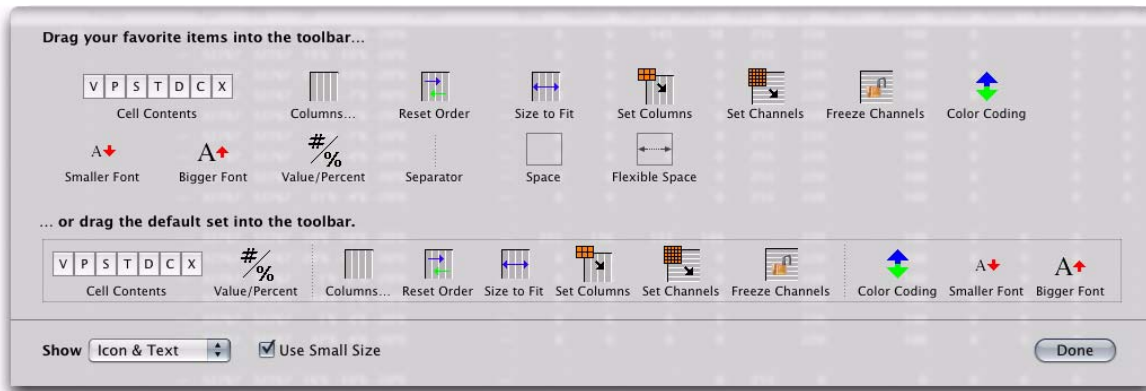 Drag your favorite items into the toolbar...
V P S T D C X
Cell Contents Columns... Reset Order Size to Fit Set Columns Set Channels Freeze Channels Color Coding
A A #/%
Smaller Font Bigger Font Value/Percent Separator Space Flexible Space
... or drag the default set into the toolbar.
V P S T D C X #/% A A
Cell Contents Value/Percent Columns... Reset Order Size to Fit Set Columns Set Channels Freeze Channels Color Coding Smaller Font Bigger Font
Show Icon & Text Use Small Size Done